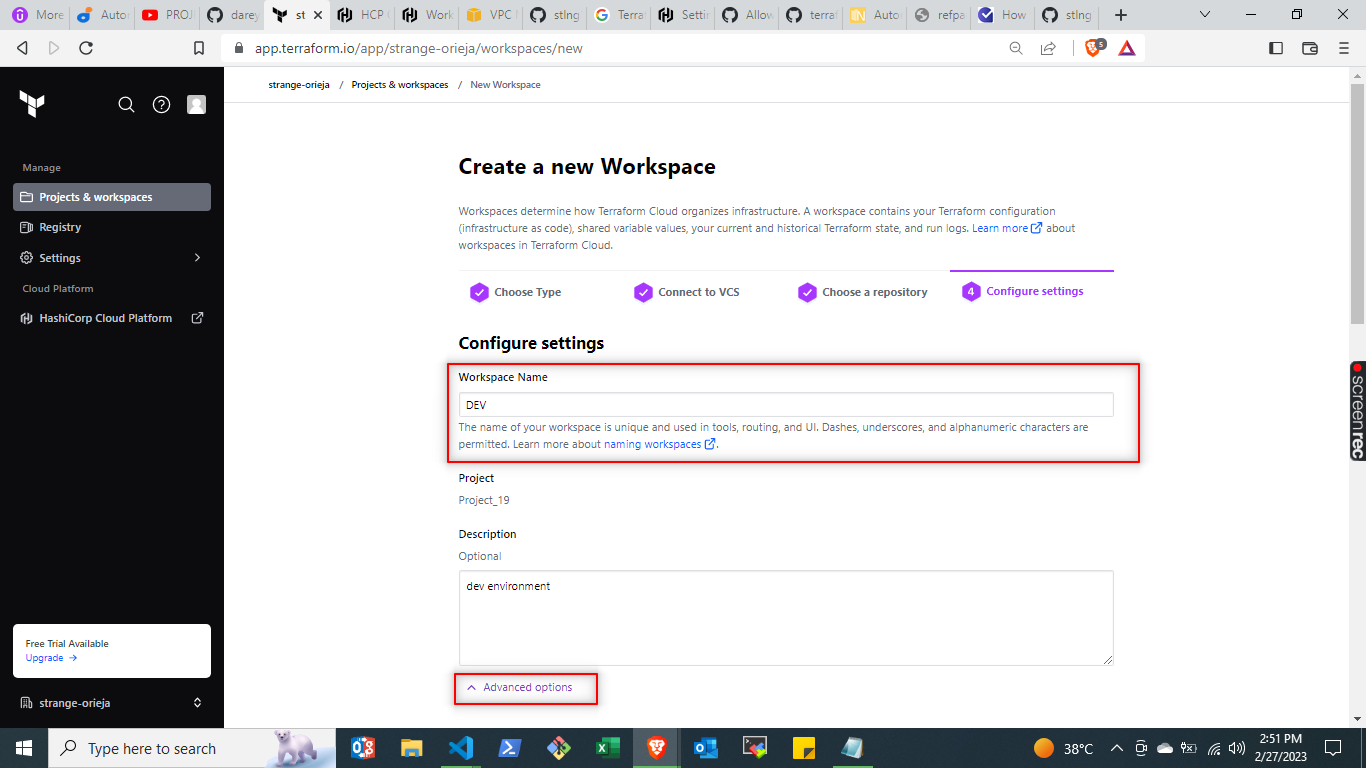 More
Autor
PROJ
darey
st
HCP
Work
VPC
stlng
Terra
Settin
Allow
terraf
Autor
refpa
How
stlng
app.terraform.io/app/strange-orieja/workspaces/new
5
strange-orieja / Projects & workspaces / New Workspace
Manage
Projects & workspaces
Registry
Settings
Cloud Platform
HashiCorp Cloud Platform
Free Trial Available
Upgrade →
strange-orieja
Create a new Workspace
Workspaces determine how Terraform Cloud organizes infrastructure. A workspace contains your Terraform configuration
(infrastructure as code), shared variable values, your current and historical Terraform state, and run logs. Learn more about
workspaces in Terraform Cloud.
Choose Type
Connect to VCS
Choose a repository
4 Configure settings
Configure settings
Workspace Name
DEV
The name of your workspace is unique and used in tools, routing, and UI. Dashes, underscores, and alphanumeric characters are
permitted. Learn more about naming workspaces.
Project
Project_19
Description
Optional
dev environment
Advanced options
screenrec
Type here to search
38°C
2:51 PM
2/27/2023